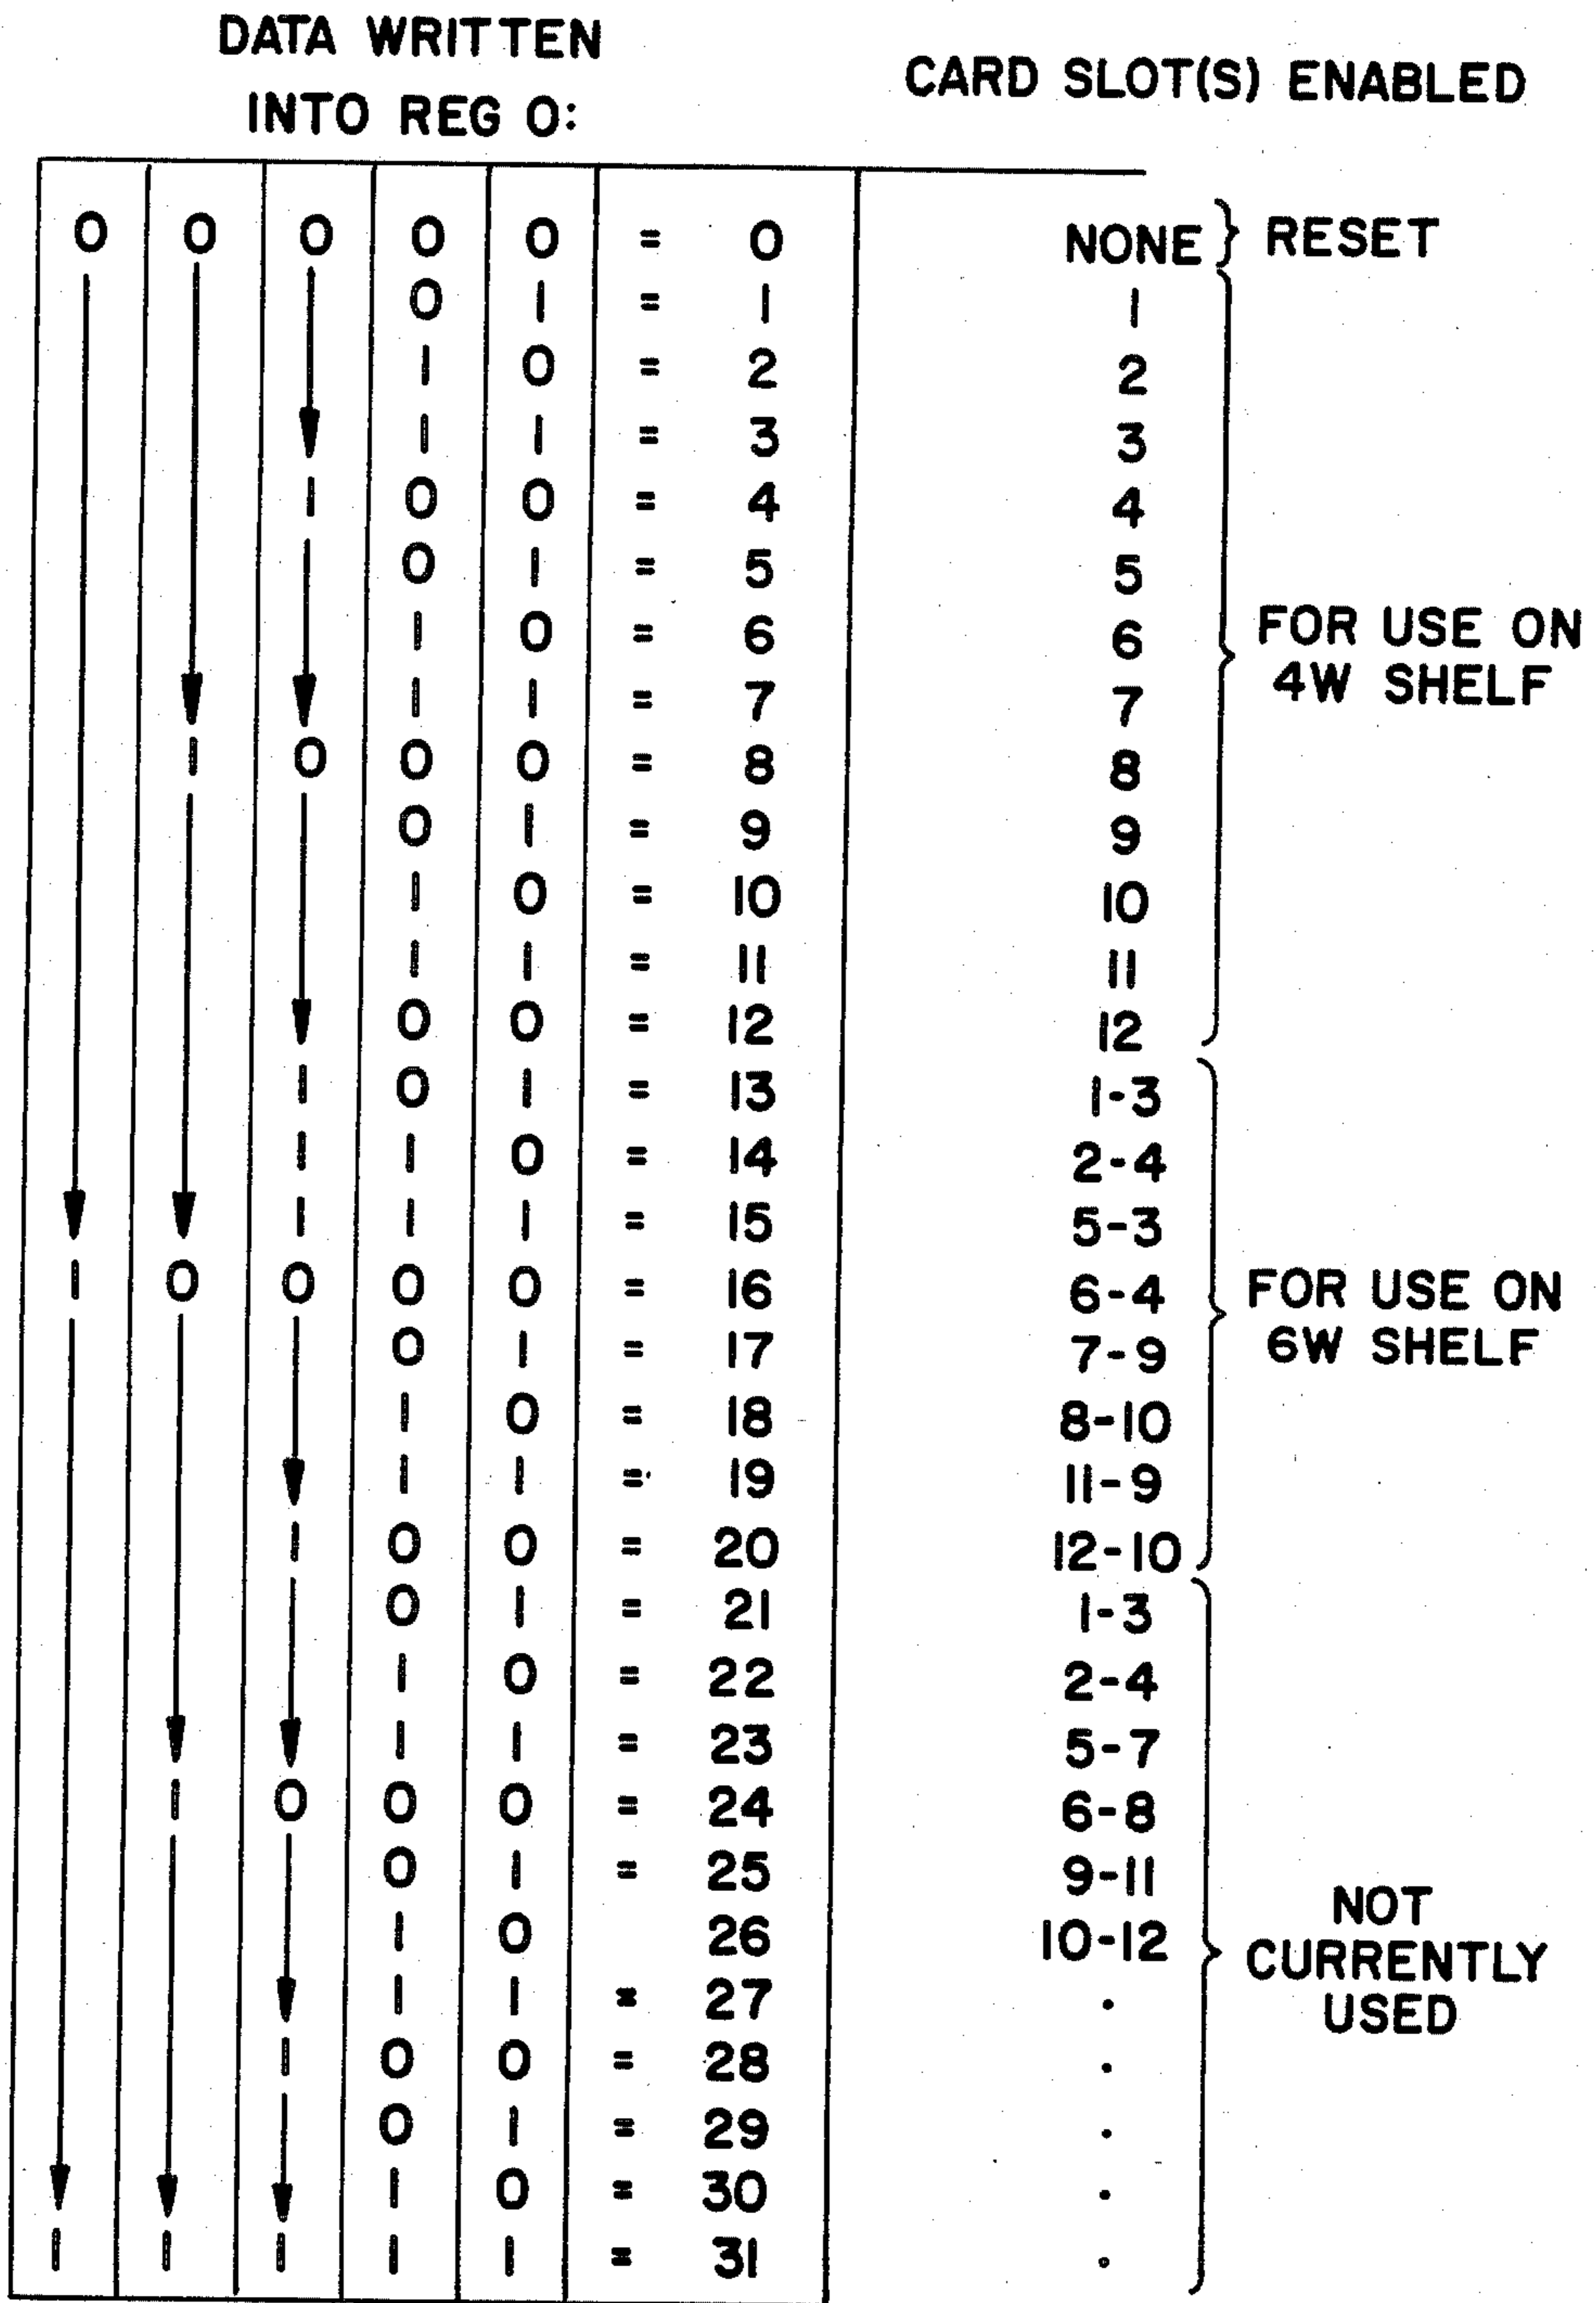 DATA WRITTEN
INTO REG 0:
CARD SLOT(S) ENABLED
0 0 0 0 0 = 0 NONE } RESET
0 1 = 1 1
1 0 = 2 2
1 1 = 3 3
1 0 0 = 4 4
0 1 = 5 5
1 0 = 6 6
1 1 = 7 7
1 0 0 0 = 8 8
0 1 = 9 9
1 0 = 10 10
1 1 = 11 11
0 0 = 12 12
FOR USE ON
4W SHELF
1 0 1 = 13 1-3
1 1 0 = 14 2-4
1 1 1 = 15 5-3
1 0 0 0 0 = 16 6-4
0 1 = 17 7-9
1 0 = 18 8-10
1 1 = 19 11-9
1 0 0 = 20 12-10
FOR USE ON
6W SHELF
0 1 = 21 1-3
1 0 = 22 2-4
1 1 = 23 5-7
1 0 0 0 = 24 6-8
0 1 = 25 9-11
1 0 26 10-12
1 1 = 27 .
1 0 0 = 28 .
0 1 = 29 .
1 0 = 30 .
1 1 1 1 1 = 31 .
NOT
CURRENTLY
USED